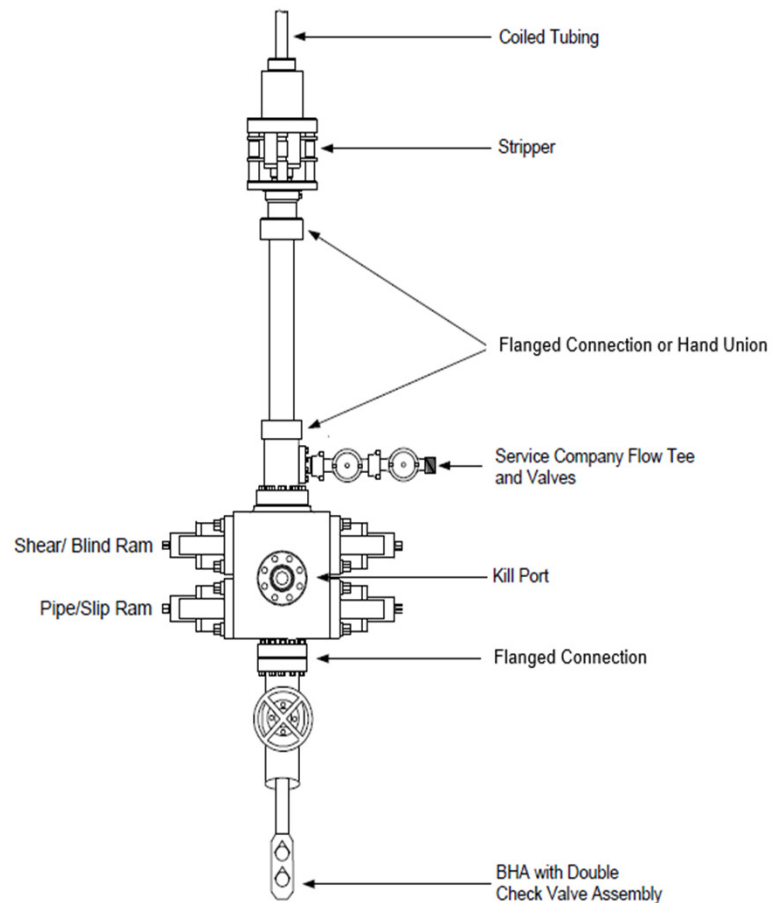 Coiled Tubing
Stripper
Flanged Connection or Hand Union
Service Company Flow Tee
and Valves
Shear/ Blind Ram
Kill Port
Pipe/Slip Ram
Flanged Connection
BHA with Double
Check Valve Assembly